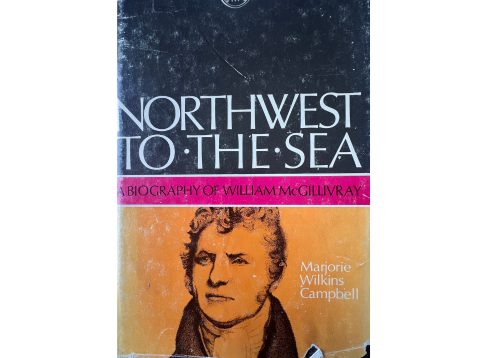 NORTHWEST
TO·THE·SEA
A BIOGRAPHY OF WILLIAM McGILLIVRAY
Marjorie
Wilkins
Campbell